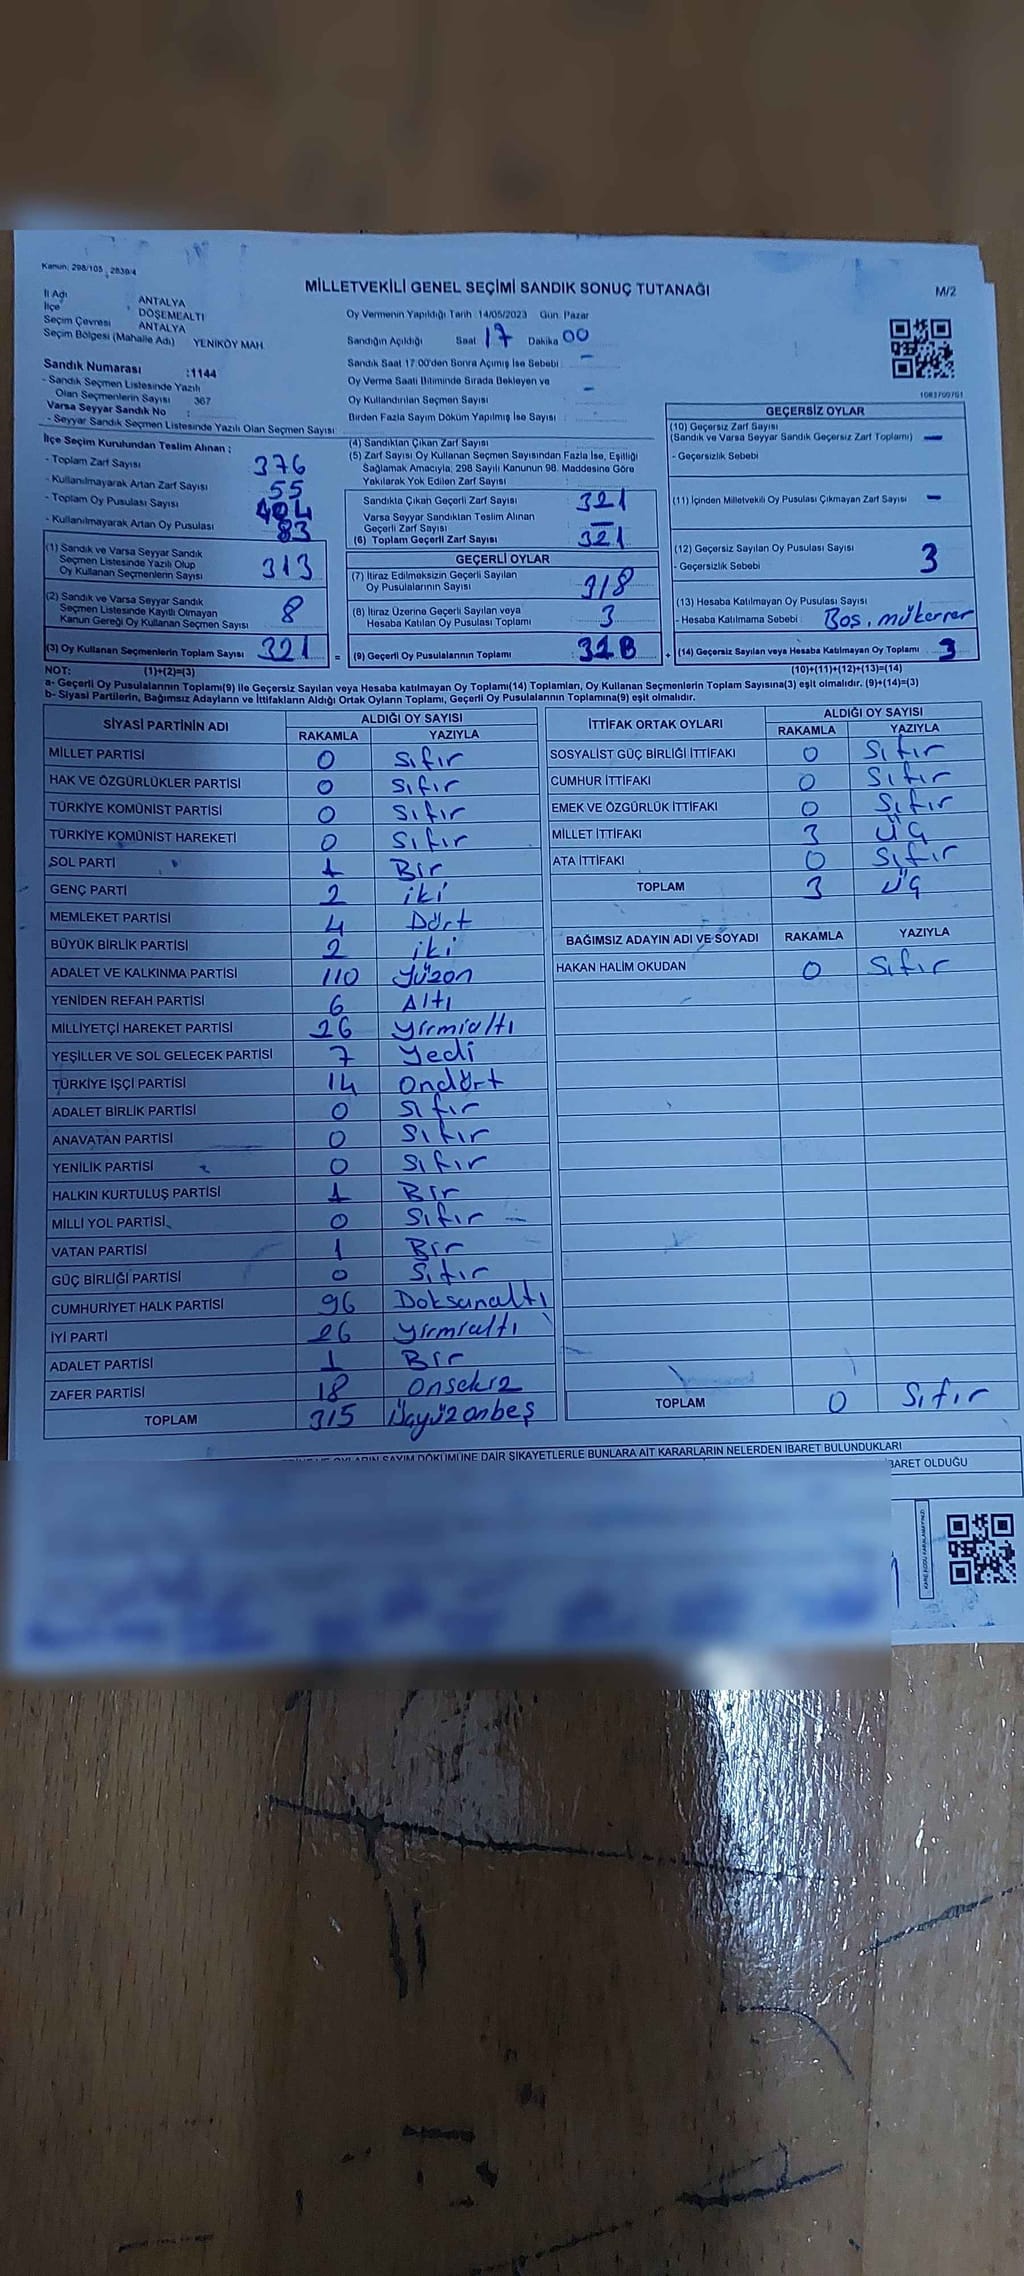 Kanun: 298/105 , 2839/4
MİLLETVEKİLİ GENEL SEÇİMİ SANDIK SONUÇ TUTANAĞI
M/2
İl Adı ANTALYA
İlçe DÖŞEMEALTI
Seçim Çevresi ANTALYA
Seçim Bölgesi (Mahalle Adı) YENİKÖY MAH.
Sandık Numarası :1144
- Sandık Seçmen Listesinde Yazılı
Olan Seçmenlerin Sayısı 367
Varsa Seyyar Sandık No :
- Seyyar Sandık Seçmen Listesinde Yazılı Olan Seçmen Sayısı:
Oy Vermenin Yapıldığı Tarih :14/05/2023 Gün: Pazar
Sandığın Açıldığı Saat 17 Dakika 00
Sandık Saat 17:00'den Sonra Açımış İse Sebebi : -
Oy Verme Saati Bitiminde Sırada Bekleyen ve
Oy Kullandırılan Seçmen Sayısı : -
Birden Fazla Sayım Döküm Yapılmış İse Sayısı :
İlçe Seçim Kurulundan Teslim Alınan ;
- Toplam Zarf Sayısı 376
- Kullanılmayarak Artan Zarf Sayısı 55
- Toplam Oy Pusulası Sayısı 404
- Kullanılmayarak Artan Oy Pusulası 83
(1) Sandık ve Varsa Seyyar Sandık
Seçmen Listesinde Yazılı Olup
Oy Kullanan Seçmenlerin Sayısı 313
(2) Sandık ve Varsa Seyyar Sandık
Seçmen Listesinde Kayıtlı Olmayan
Kanun Gereği Oy Kullanan Seçmen Sayısı 8
(3) Oy Kullanan Seçmenlerin Toplam Sayısı 321 =
(4) Sandıktan Çıkan Zarf Sayısı :
(5) Zarf Sayısı Oy Kullanan Seçmen Sayısından Fazla İse, Eşitliği
Sağlamak Amacıyla, 298 Sayılı Kanunun 98. Maddesine Göre
Yakılarak Yok Edilen Zarf Sayısı :
Sandıkta Çıkan Geçerli Zarf Sayısı : 321
Varsa Seyyar Sandıktan Teslim Alınan
Geçerli Zarf Sayısı : -
(6) Toplam Geçerli Zarf Sayısı : 321
GEÇERLİ OYLAR
(7) İtiraz Edilmeksizin Geçerli Sayılan
Oy Pusulalarının Sayısı : 318
(8) İtiraz Üzerine Geçerli Sayılan veya
Hesaba Katılan Oy Pusulası Toplamı 3
(9) Geçerli Oy Pusulalarının Toplamı 318 +
1083700761
GEÇERSİZ OYLAR
(10) Geçersiz Zarf Sayısı
(Sandık ve Varsa Seyyar Sandık Geçersiz Zarf Toplamı) -
- Geçersizlik Sebebi
(11) İçinden Milletvekili Oy Pusulası Çıkmayan Zarf Sayısı -
(12) Geçersiz Sayılan Oy Pusulası Sayısı 3
- Geçersizlik Sebebi
(13) Hesaba Katılmayan Oy Pusulası Sayısı
- Hesaba Katılmama Sebebi : Boş, mükerrer
(14) Geçersiz Sayılan veya Hesaba Katılmayan Oy Toplamı 3
NOT: (1)+(2)=(3) (10)+(11)+(12)+(13)=(14)
a- Geçerli Oy Pusulalarının Toplamı(9) ile Geçersiz Sayılan veya Hesaba katılmayan Oy Toplamı(14) Toplamları, Oy Kullanan Seçmenlerin Toplam Sayısına(3) eşit olmalıdır. (9)+(14)=(3)
b- Siyasi Partilerin, Bağımsız Adayların ve İttifakların Aldığı Ortak Oyların Toplamı, Geçerli Oy Pusulalarının Toplamına(9) eşit olmalıdır.
SİYASİ PARTİNİN ADI ALDIĞI OY SAYISI
RAKAMLA YAZIYLA
MİLLET PARTİSİ 0 Sıfır
HAK VE ÖZGÜRLÜKLER PARTİSİ 0 Sıfır
TÜRKİYE KOMÜNİST PARTİSİ 0 Sıfır
TÜRKİYE KOMÜNİST HAREKETİ 0 Sıfır
SOL PARTİ 1 Bir
GENÇ PARTİ 2 iki
MEMLEKET PARTİSİ 4 Dört
BÜYÜK BİRLİK PARTİSİ 2 iki
ADALET VE KALKINMA PARTİSİ 110 Yüzon
YENİDEN REFAH PARTİSİ 6 Altı
MİLLİYETÇİ HAREKET PARTİSİ 26 yirmialtı
YEŞİLLER VE SOL GELECEK PARTİSİ 7 Yedi
TÜRKİYE İŞÇİ PARTİSİ 14 Ondört
ADALET BİRLİK PARTİSİ 0 Sıfır
ANAVATAN PARTİSİ 0 Sıfır
YENİLİK PARTİSİ 0 Sıfır
HALKIN KURTULUŞ PARTİSİ 1 Bir
MİLLİ YOL PARTİSİ 0 Sıfır
VATAN PARTİSİ 1 Bir
GÜÇ BİRLİĞİ PARTİSİ 0 Sıfır
CUMHURİYET HALK PARTİSİ 96 Doksanaltı
İYİ PARTİ 26 yirmialtı
ADALET PARTİSİ 1 Bir
ZAFER PARTİSİ 18 Onsekiz
TOPLAM 315 Üçyüzonbeş
İTTİFAK ORTAK OYLARI ALDIĞI OY SAYISI
RAKAMLA YAZIYLA
SOSYALİST GÜÇ BİRLİĞİ İTTİFAKI 0 Sıfır
CUMHUR İTTİFAKI 0 Sıfır
EMEK VE ÖZGÜRLÜK İTTİFAKI 0 Sıfır
MİLLET İTTİFAKI 3 Üç
ATA İTTİFAKI 0 Sıfır
TOPLAM 3 Üç
BAĞIMSIZ ADAYIN ADI VE SOYADI RAKAMLA YAZIYLA
HAKAN HALİM OKUDAN 0 Sıfır
TOPLAM 0 Sıfır
SAYIM DÖKÜMÜNE DAİR ŞİKAYETLERLE BUNLARA AİT KARARLARIN NELERDEN İBARET BULUNDUKLARI
İBARET OLDUĞU